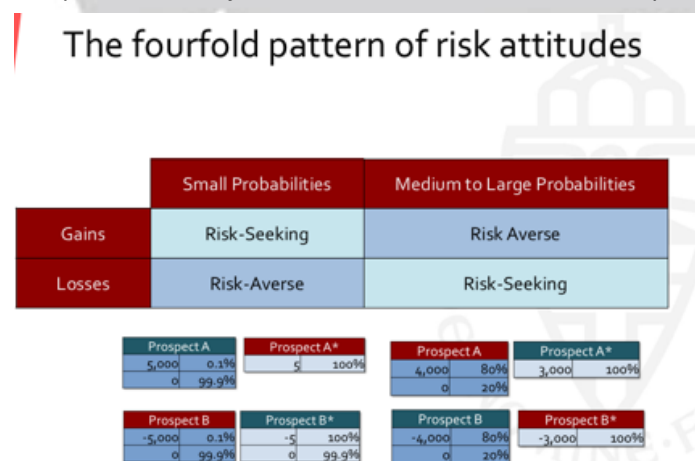 The fourfold pattern of risk attitudes
Small Probabilities Medium to Large Probabilities
Gains Risk-Seeking Risk Averse
Losses Risk-Averse Risk-Seeking
Prospect A Prospect A*
5,000 0.1% 5 100%
0 99.9%
Prospect A Prospect A*
4,000 80% 3,000 100%
0 20%
Prospect B Prospect B*
-5,000 0.1% -5 100%
0 99.9% 0 99.9%
Prospect B Prospect B*
-4,000 80% -3,000 100%
0 20%